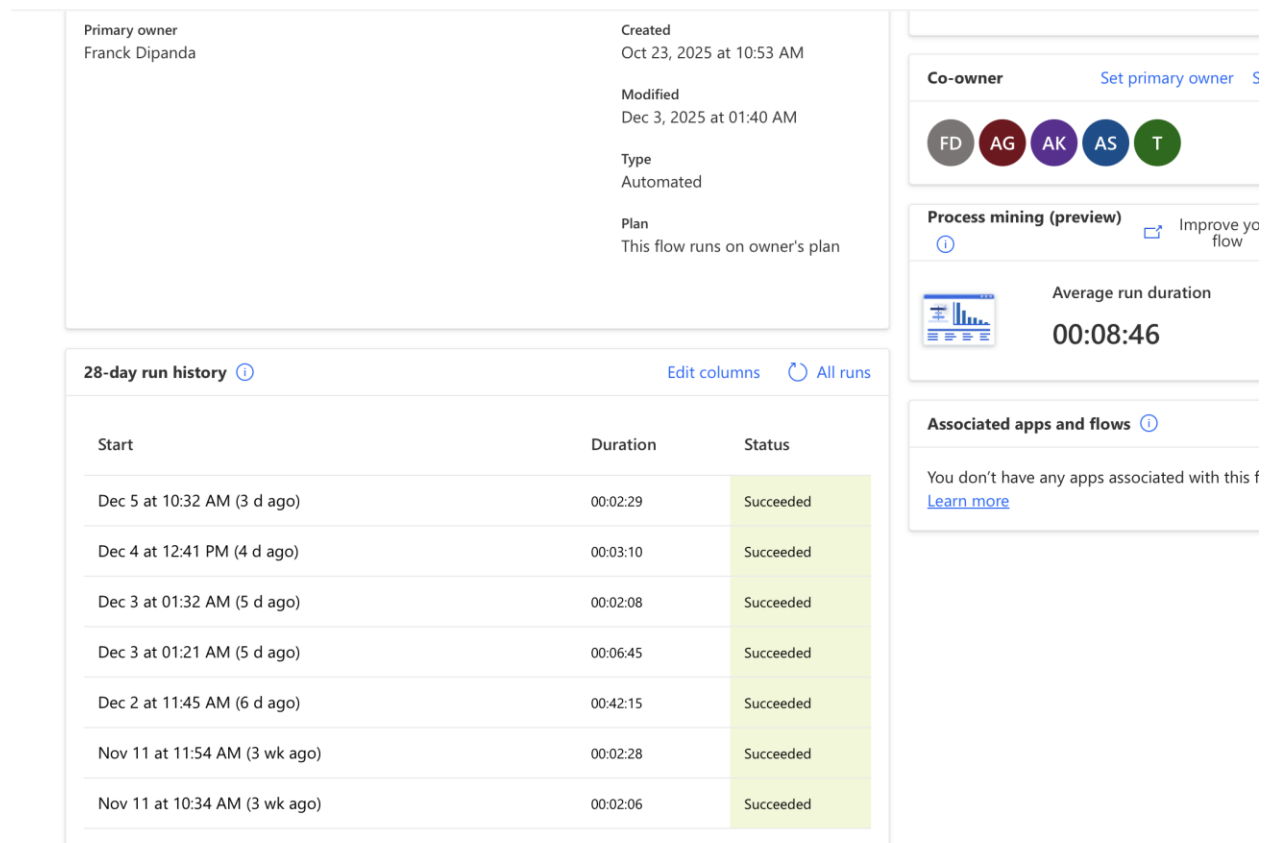 Primary owner
Franck Dipanda
Created
Oct 23, 2025 at 10:53 AM
Modified
Dec 3, 2025 at 01:40 AM
Type
Automated
Plan
This flow runs on owner's plan
28-day run history
Edit columns
All runs
Start Duration Status
Dec 5 at 10:32 AM (3 d ago) 00:02:29 Succeeded
Dec 4 at 12:41 PM (4 d ago) 00:03:10 Succeeded
Dec 3 at 01:32 AM (5 d ago) 00:02:08 Succeeded
Dec 3 at 01:21 AM (5 d ago) 00:06:45 Succeeded
Dec 2 at 11:45 AM (6 d ago) 00:42:15 Succeeded
Nov 11 at 11:54 AM (3 wk ago) 00:02:28 Succeeded
Nov 11 at 10:34 AM (3 wk ago) 00:02:06 Succeeded
Co-owner
Set primary owner
FD AG AK AS T
Process mining (preview)
Improve yo
flow
Average run duration
00:08:46
Associated apps and flows
You don't have any apps associated with this f
Learn more